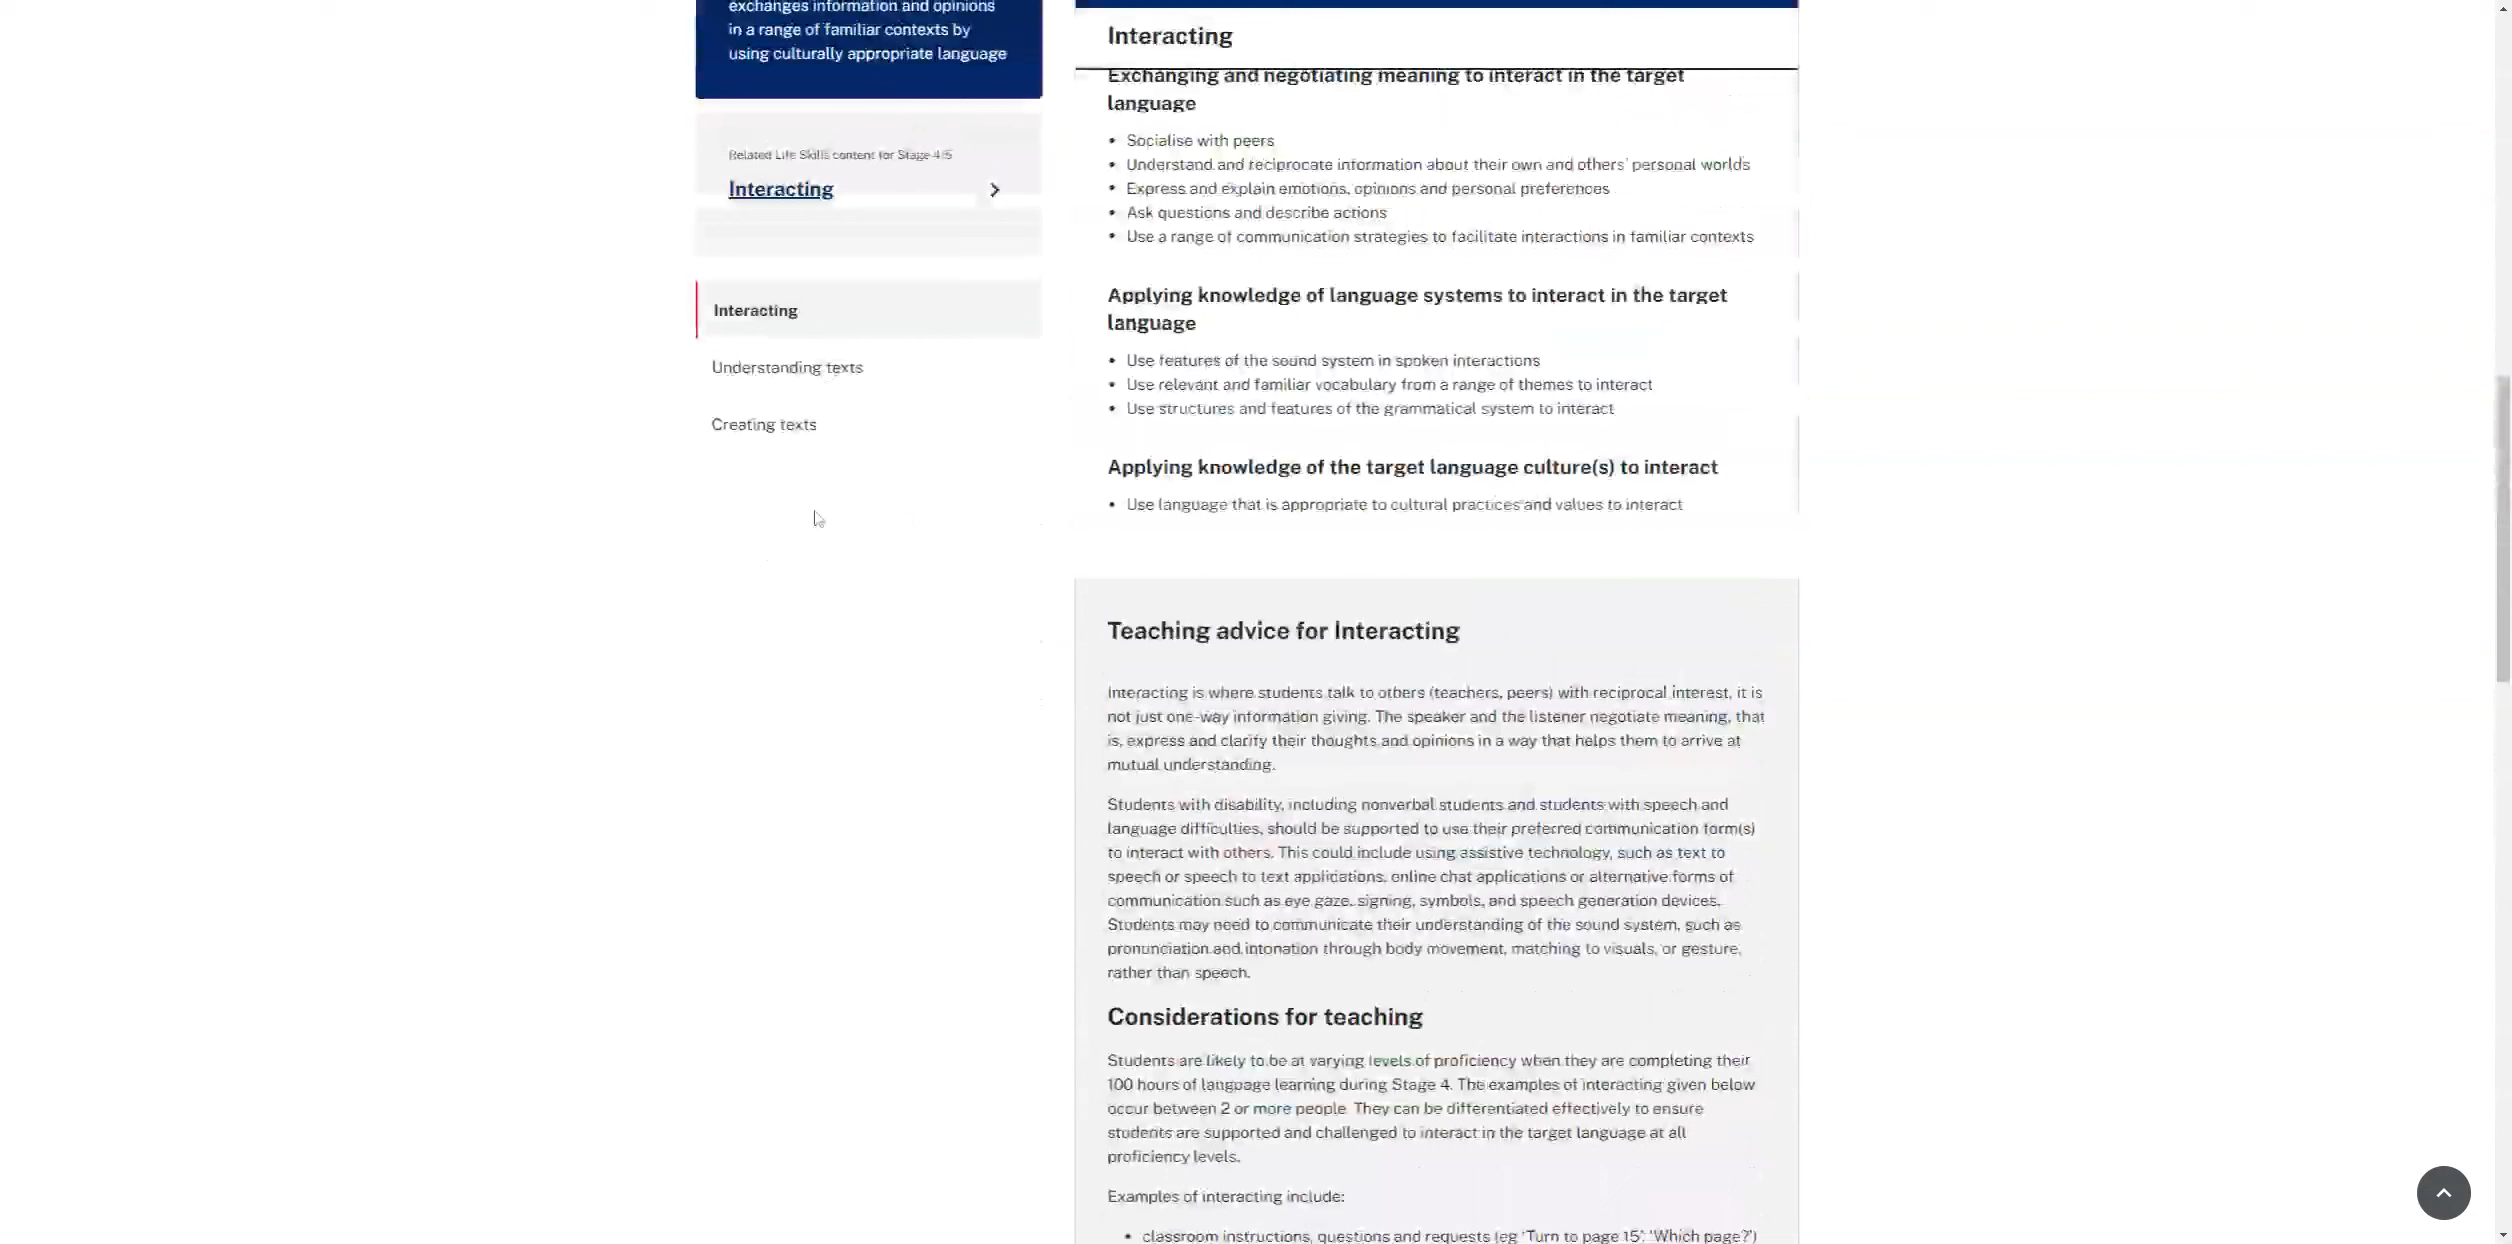 exchanges information and opinions
in a range of familiar contexts by
using culturally appropriate language
Related Life Skills content for Stage 4/5
Interacting
Interacting
Understanding texts
Creating texts
Interacting
Exchanging and negotiating meaning to interact in the target
language
• Socialise with peers
• Understand and reciprocate information about their own and others' personal worlds
• Express and explain emotions, opinions and personal preferences
• Ask questions and describe actions
• Use a range of communication strategies to facilitate interactions in familiar contexts
Applying knowledge of language systems to interact in the target
language
• Use features of the sound system in spoken interactions
• Use relevant and familiar vocabulary from a range of themes to interact
• Use structures and features of the grammatical system to interact
Applying knowledge of the target language culture(s) to interact
• Use language that is appropriate to cultural practices and values to interact
Teaching advice for Interacting
Interacting is where students talk to others (teachers, peers) with reciprocal interest, it is
not just one-way information giving. The speaker and the listener negotiate meaning, that
is, express and clarify their thoughts and opinions in a way that helps them to arrive at
mutual understanding.
Students with disability, including nonverbal students and students with speech and
language difficulties, should be supported to use their preferred communication form(s)
to interact with others. This could include using assistive technology, such as text to
speech or speech to text applications, online chat applications or alternative forms of
communication such as eye gaze, signing, symbols, and speech generation devices.
Students may need to communicate their understanding of the sound system, such as
pronunciation and intonation through body movement, matching to visuals, or gesture,
rather than speech.
Considerations for teaching
Students are likely to be at varying levels of proficiency when they are completing their
100 hours of language learning during Stage 4. The examples of interacting given below
occur between 2 or more people. They can be differentiated effectively to ensure
students are supported and challenged to interact in the target language at all
proficiency levels.
Examples of interacting include:
• classroom instructions, questions and requests (eg 'Turn to page 15'. 'Which page?')